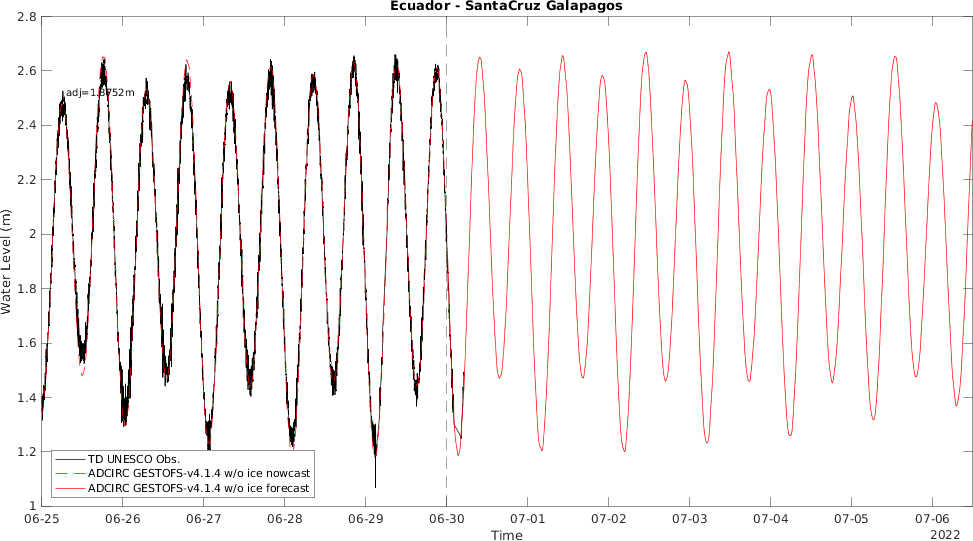 Ecuador - SantaCruz Galapagos
Water Level (m)
2.8
2.6
2.4
2.2
2
1.8
1.6
1.4
1.2
1
adj=1.8752m
TD UNESCO Obs.
ADCIRC GESTOFS-v4.1.4 w/o ice nowcast
ADCIRC GESTOFS-v4.1.4 w/o ice forecast
06-25 06-26 06-27 06-28 06-29 06-30 07-01 07-02 07-03 07-04 07-05 07-06
Time
2022